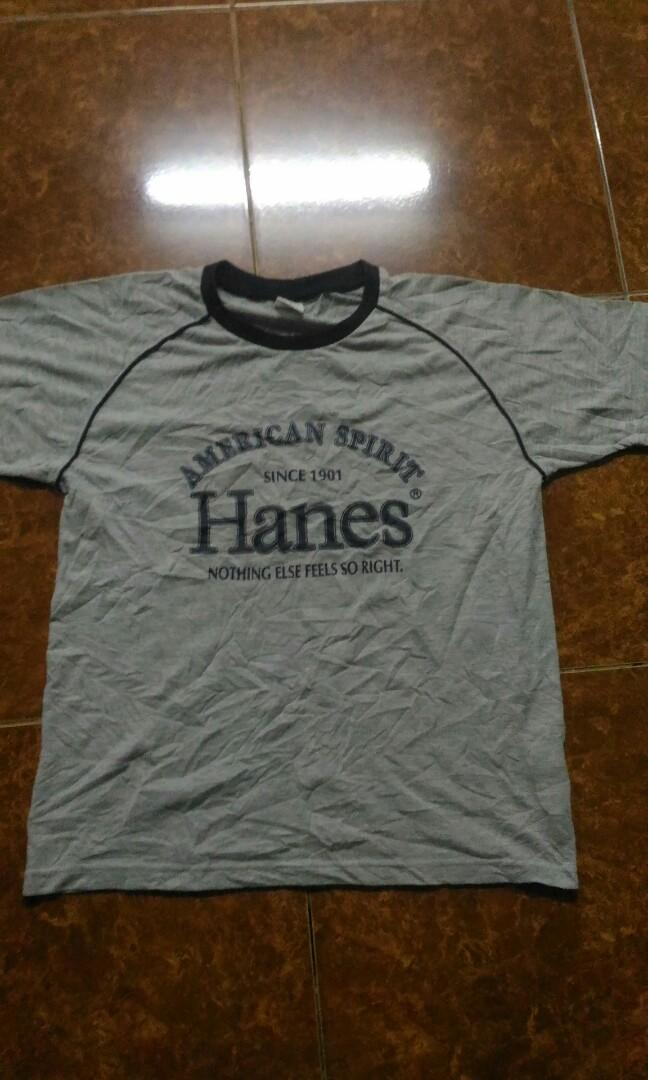 AMERICAN SPIRIT
SINCE 1901
Hanes®
NOTHING ELSE FEELS SO RIGHT.